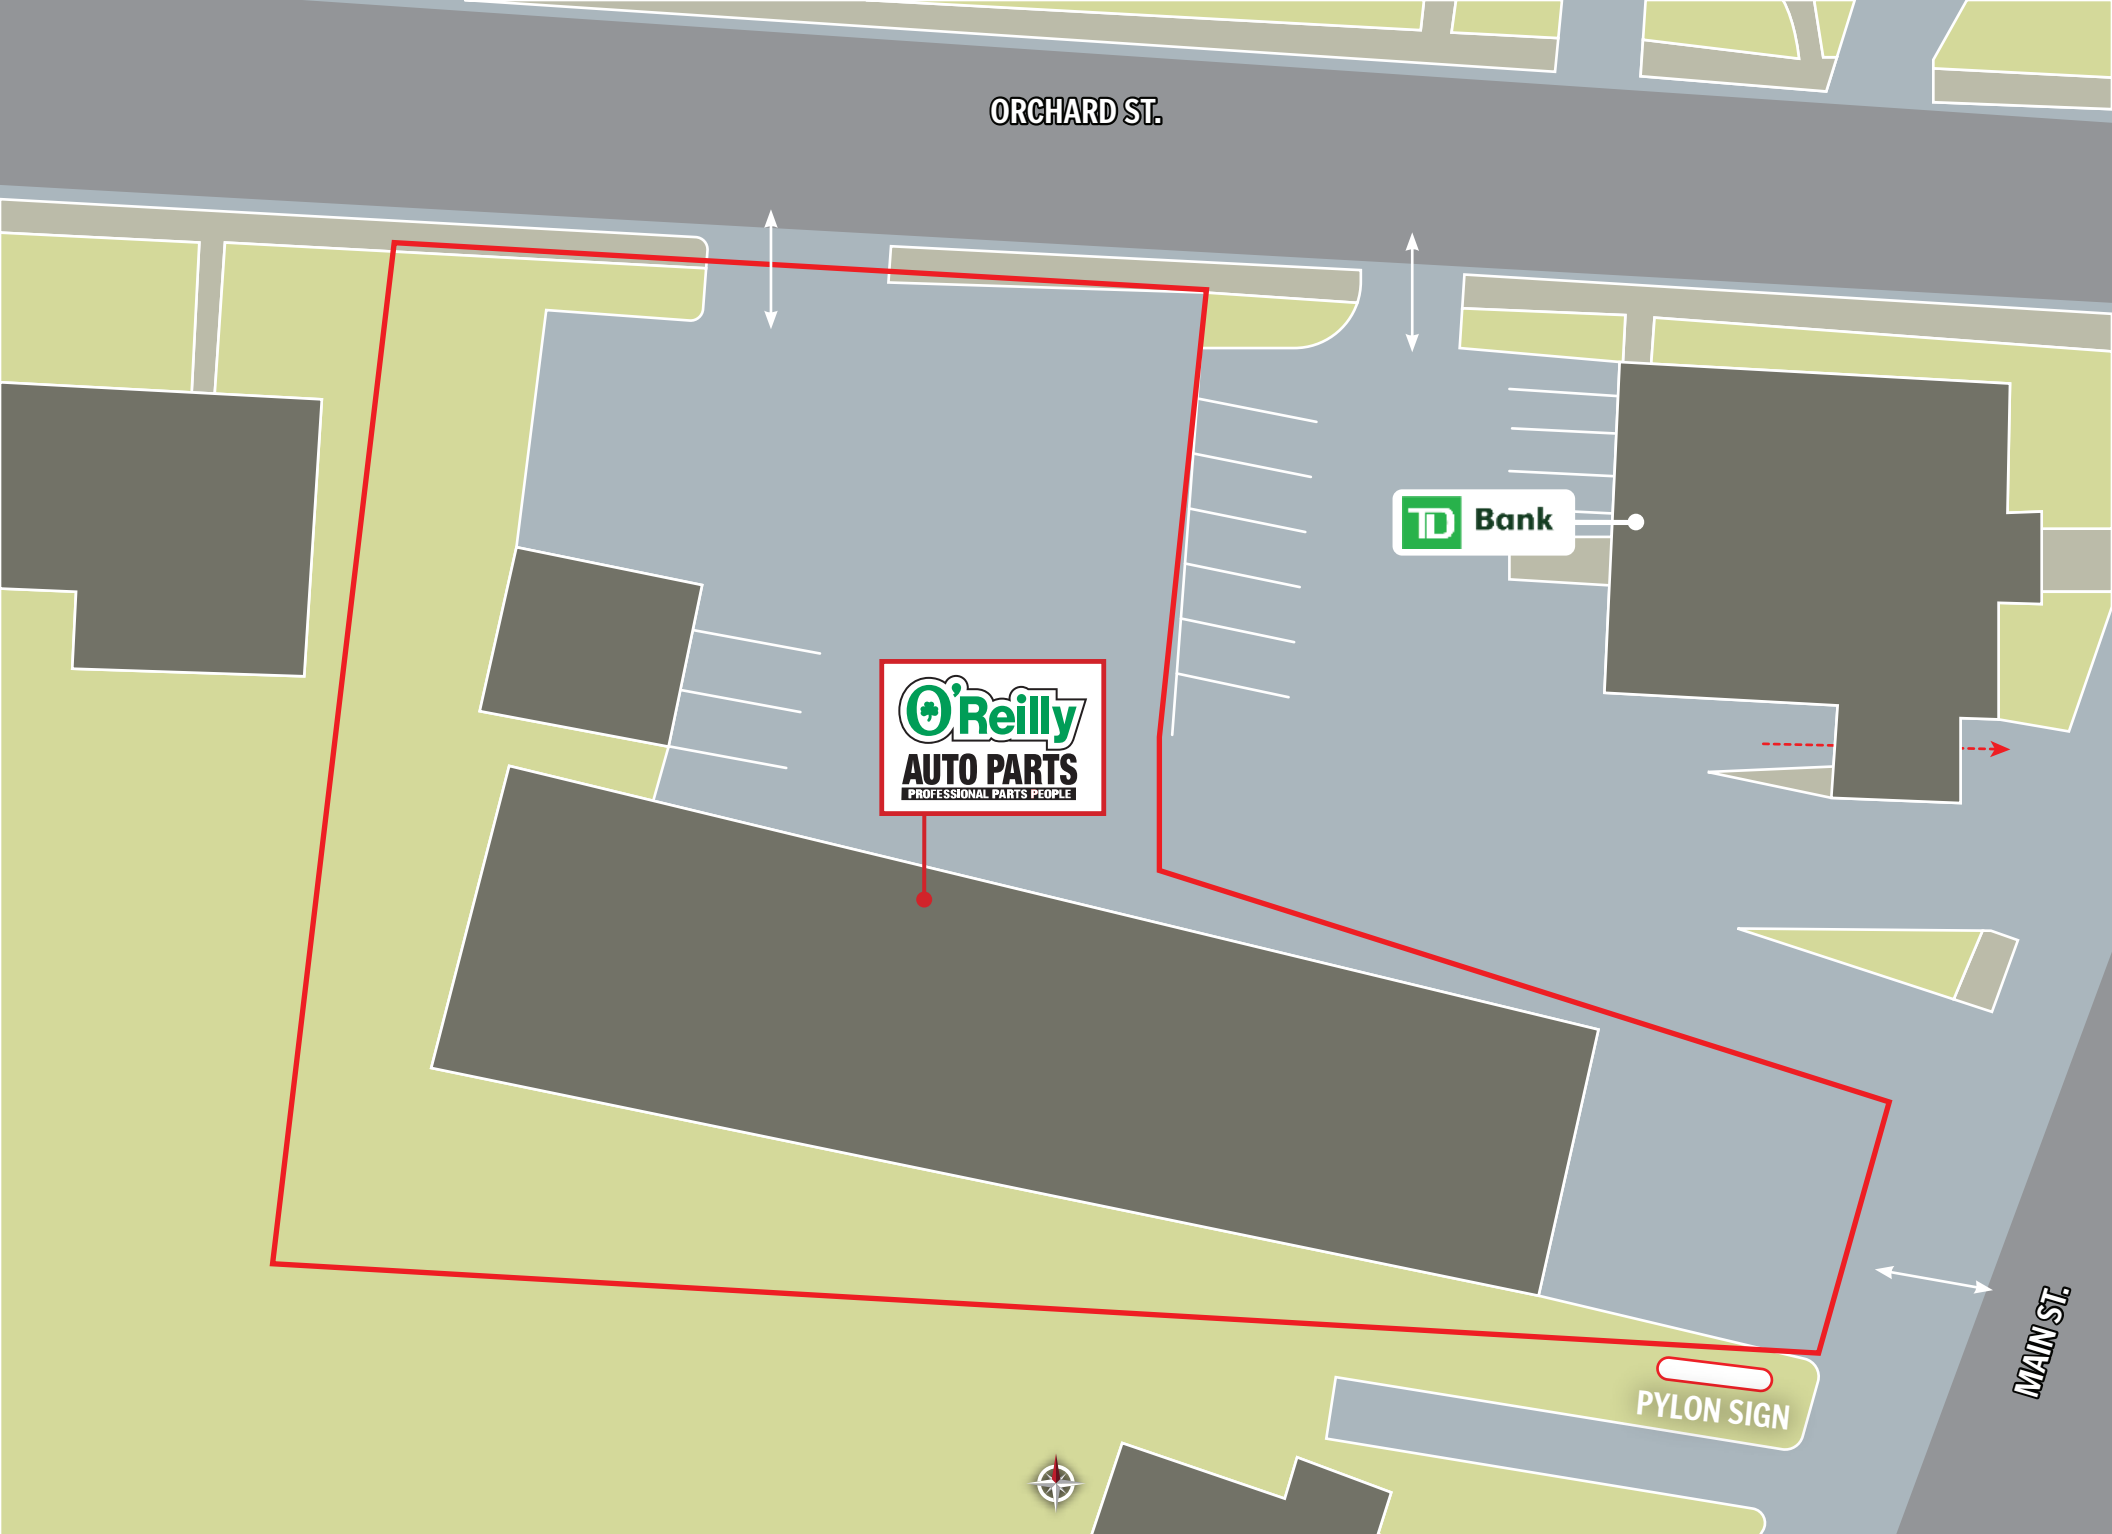 ORCHARD ST.
TD Bank
O'Reilly
AUTO PARTS
PROFESSIONAL PARTS PEOPLE
MAIN ST.
PYLON SIGN